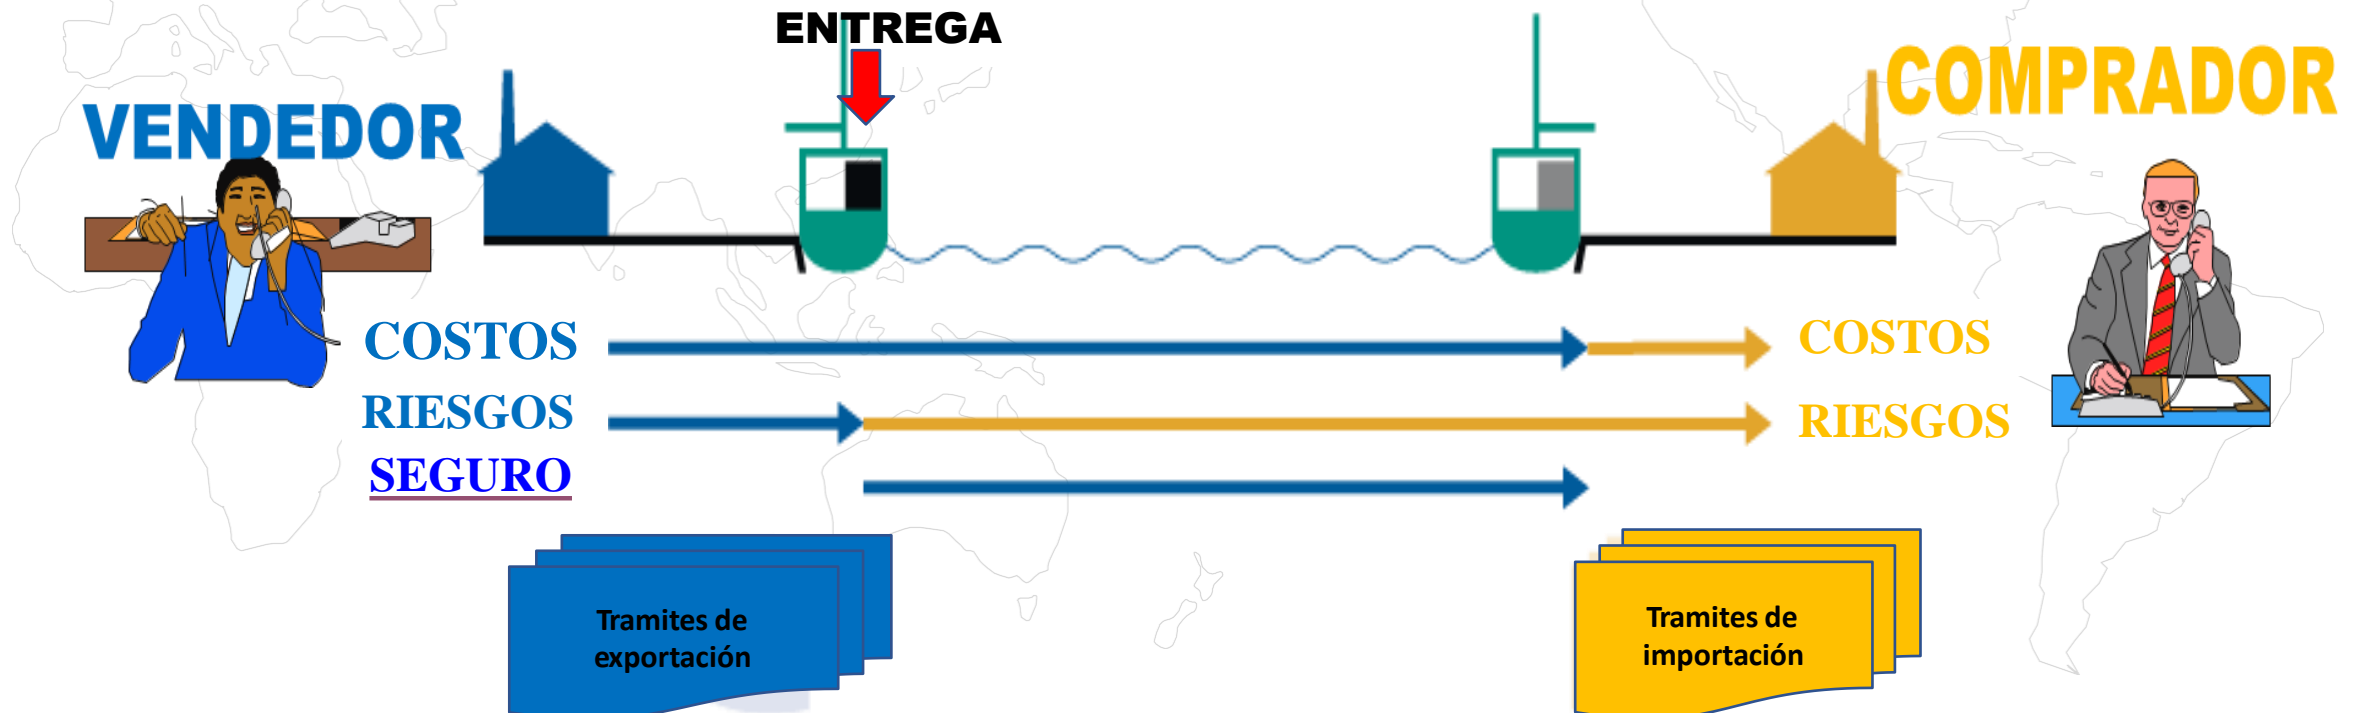 ENTREGA
VENDEDOR
COMPRADOR
COSTOS
COSTOS
RIESGOS
RIESGOS
SEGURO
Tramites de
exportación
Tramites de
importación